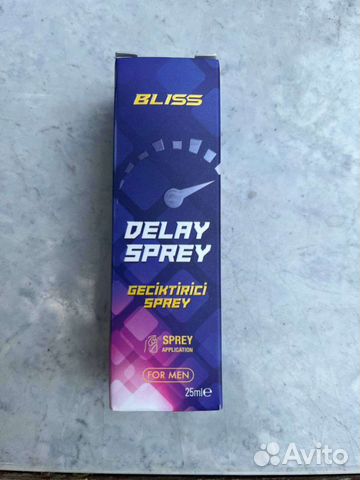 BLISS
DELAY
SPREY
GECİKTİRİCİ
SPREY
SPREY
APPLICATION
FOR MEN
25ml℮
Avito